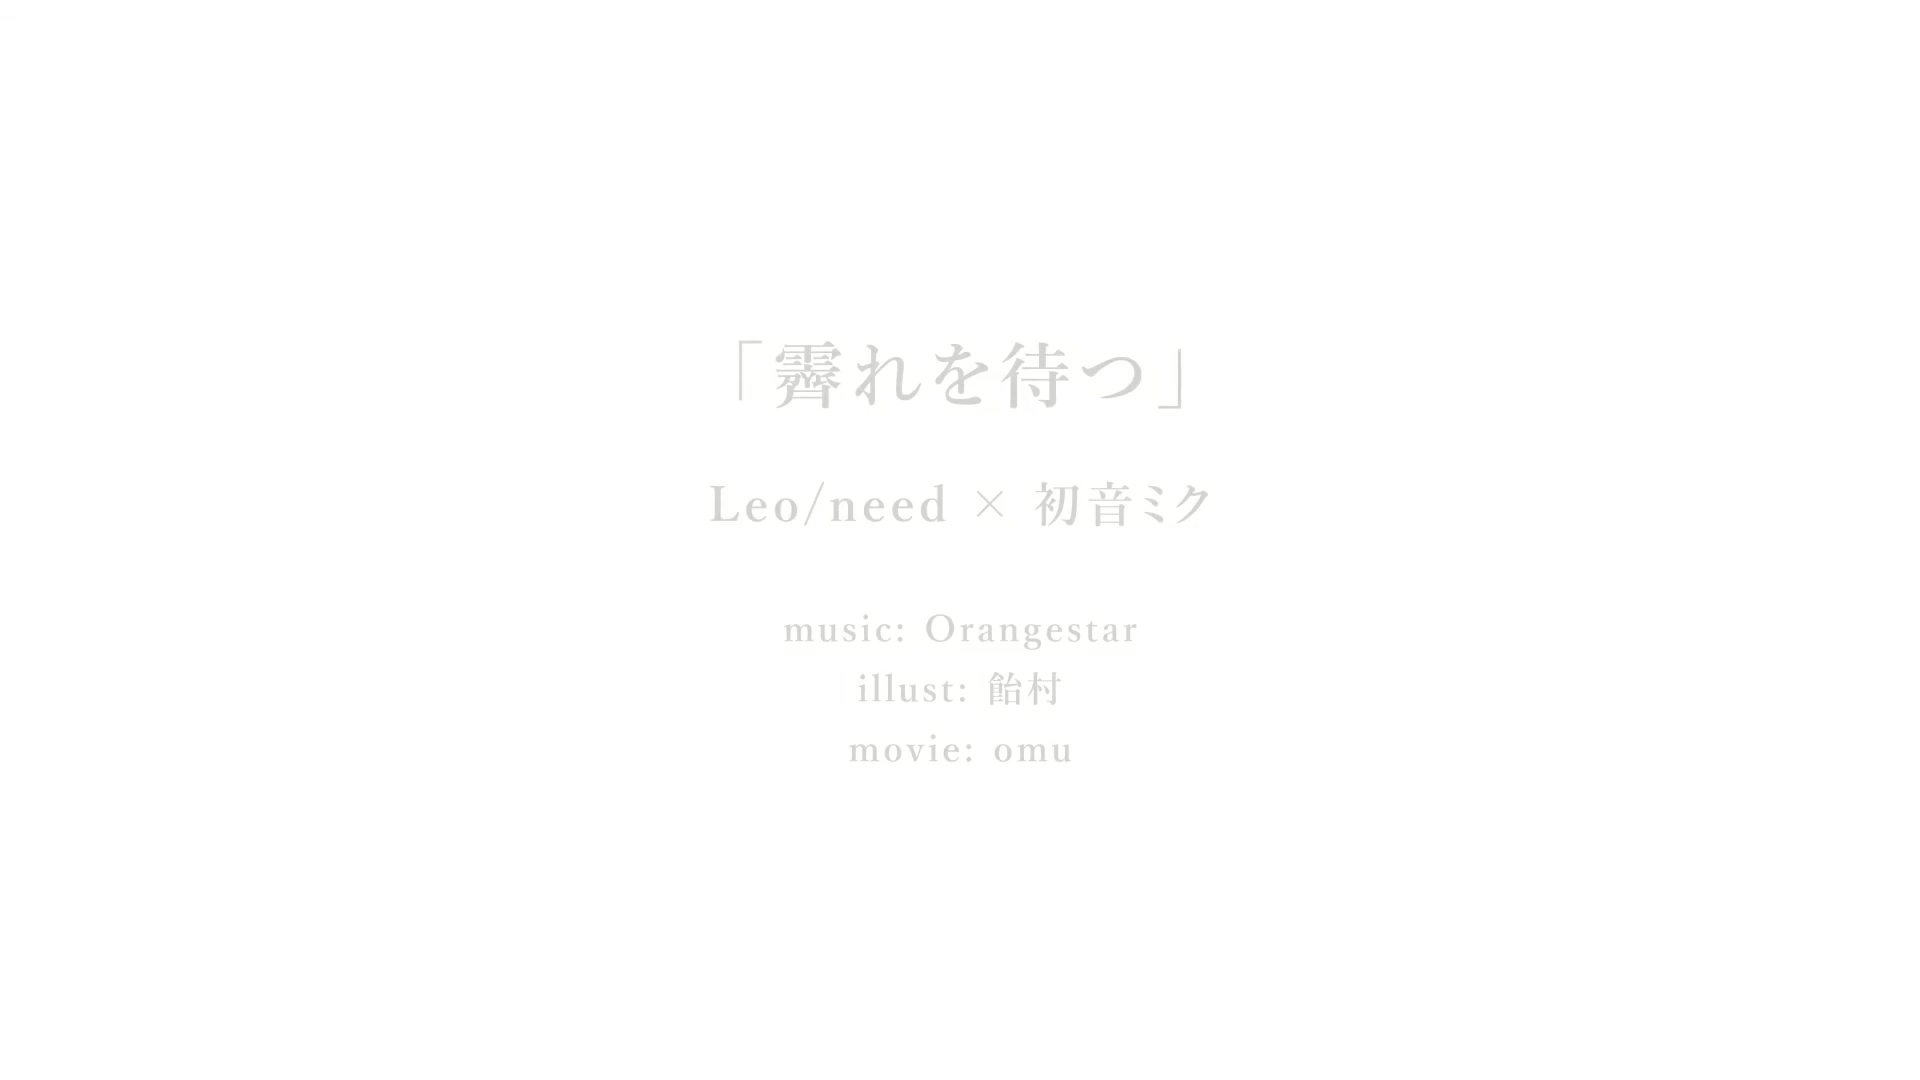 「霽れを待つ」
Leo/need × 初音ミク
music: Orangestar
illust: 飴村
movie: omu